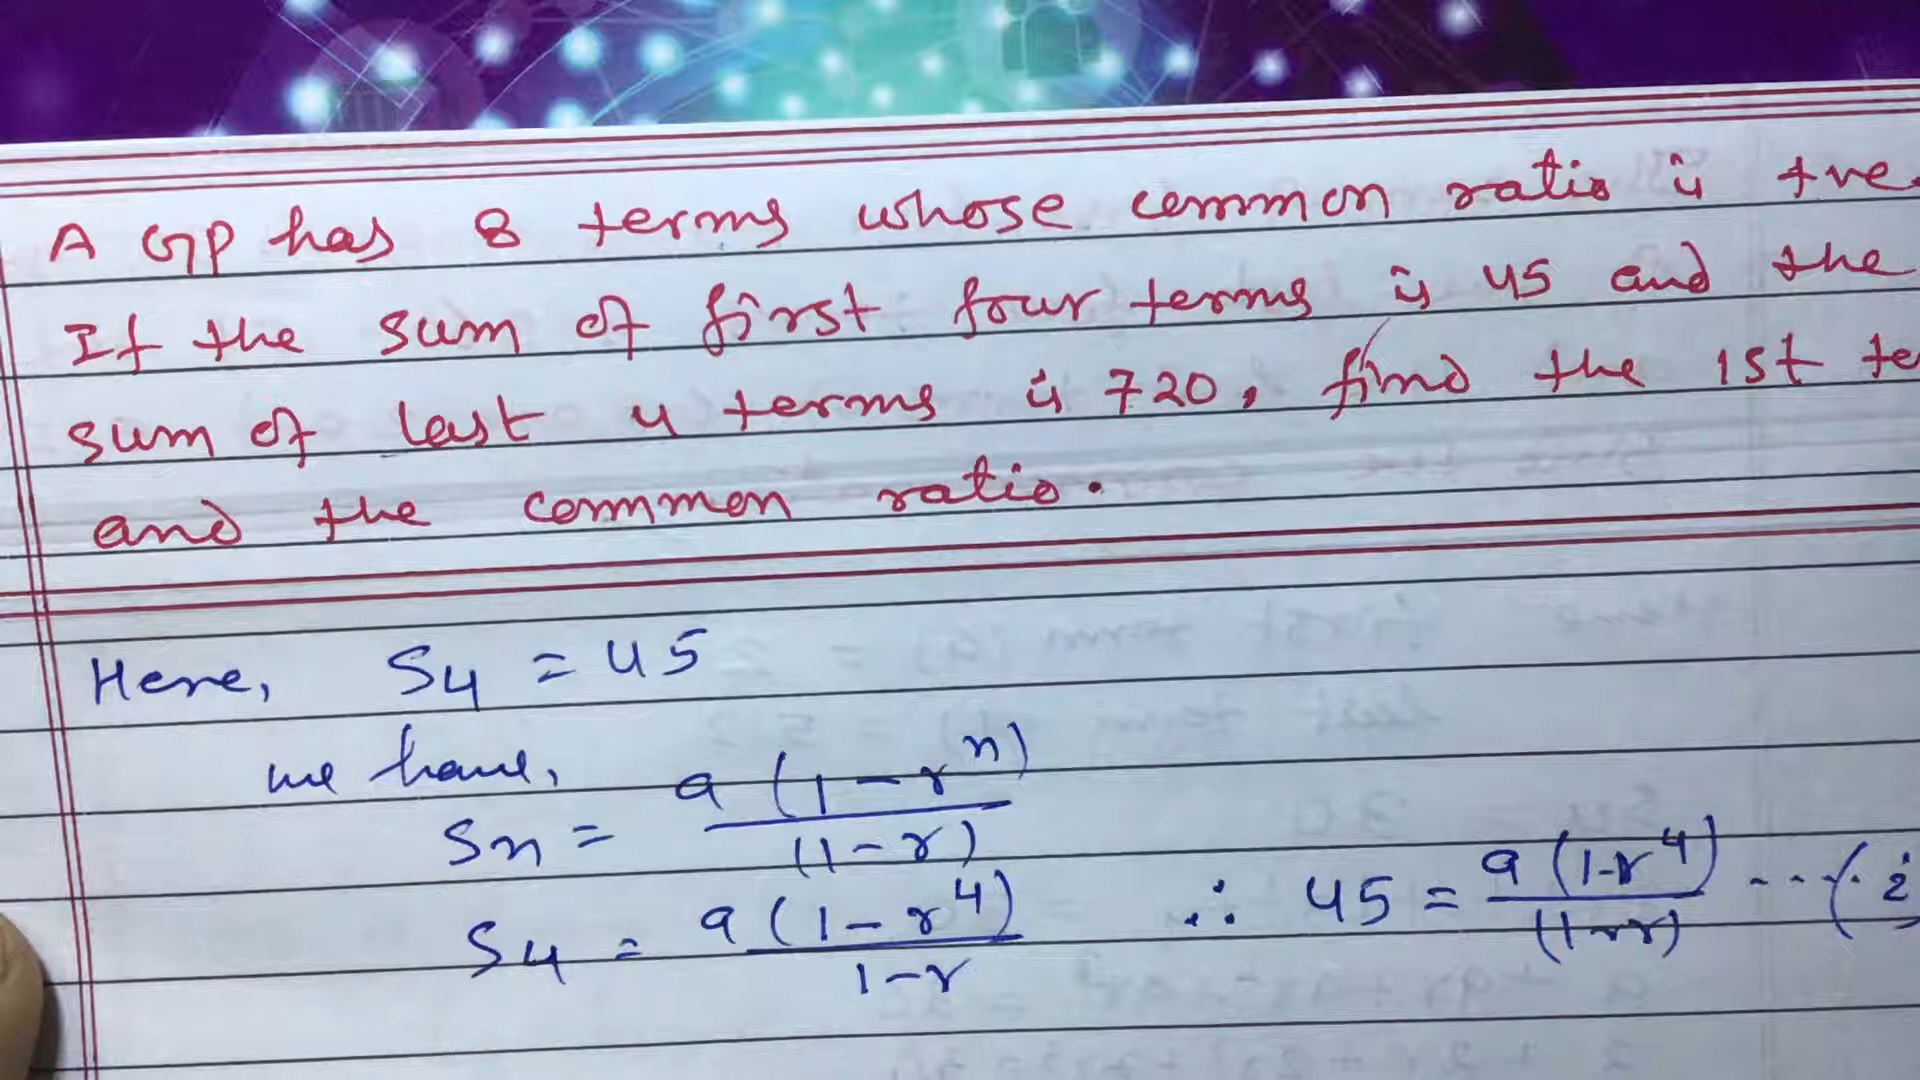 A GP has 8 terms whose common ratio is +ve.
If the sum of first four terms is 45 and the
sum of last 4 terms is 720, find the 1st te
and the common ratio.
Here, S4 = 45
we have,
Sn = a(1-r^n)/(1-r)
S4 = a(1-r^4)/1-r ∴ 45 = a(1-r^4)/(1-r) ....(i